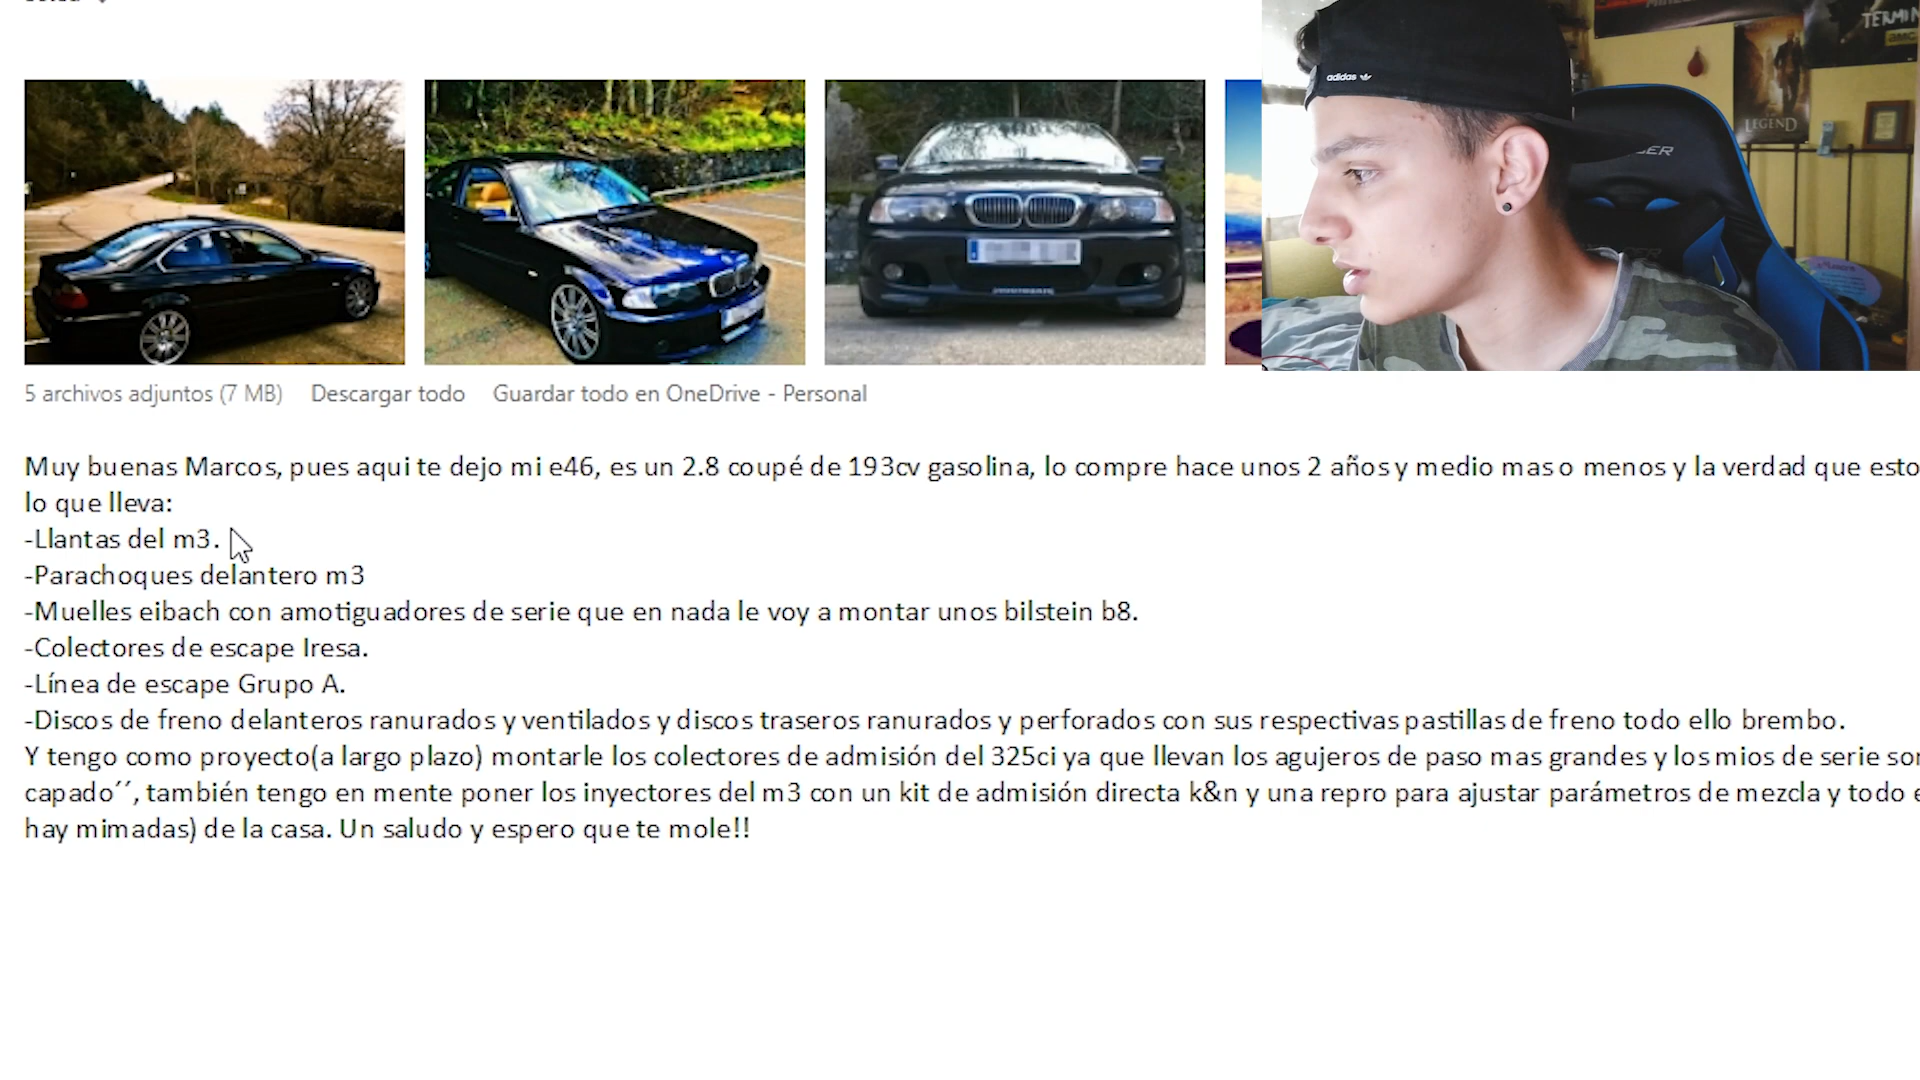 MINE
TERMIN
amc
adidas
LEGEND
5 archivos adjuntos (7 MB) Descargar todo Guardar todo en OneDrive - Personal
Muy buenas Marcos, pues aqui te dejo mi e46, es un 2.8 coupé de 193cv gasolina, lo compre hace unos 2 años y medio mas o menos y la verdad que esto
lo que lleva:
-Llantas del m3.
-Parachoques delantero m3
-Muelles eibach con amotiguadores de serie que en nada le voy a montar unos bilstein b8.
-Colectores de escape Iresa.
-Línea de escape Grupo A.
-Discos de freno delanteros ranurados y ventilados y discos traseros ranurados y perforados con sus respectivas pastillas de freno todo ello brembo.
Y tengo como proyecto(a largo plazo) montarle los colectores de admisión del 325ci ya que llevan los agujeros de paso mas grandes y los mios de serie son
capado´´, también tengo en mente poner los inyectores del m3 con un kit de admisión directa k&n y una repro para ajustar parámetros de mezcla y todo e
hay mimadas) de la casa. Un saludo y espero que te mole!!